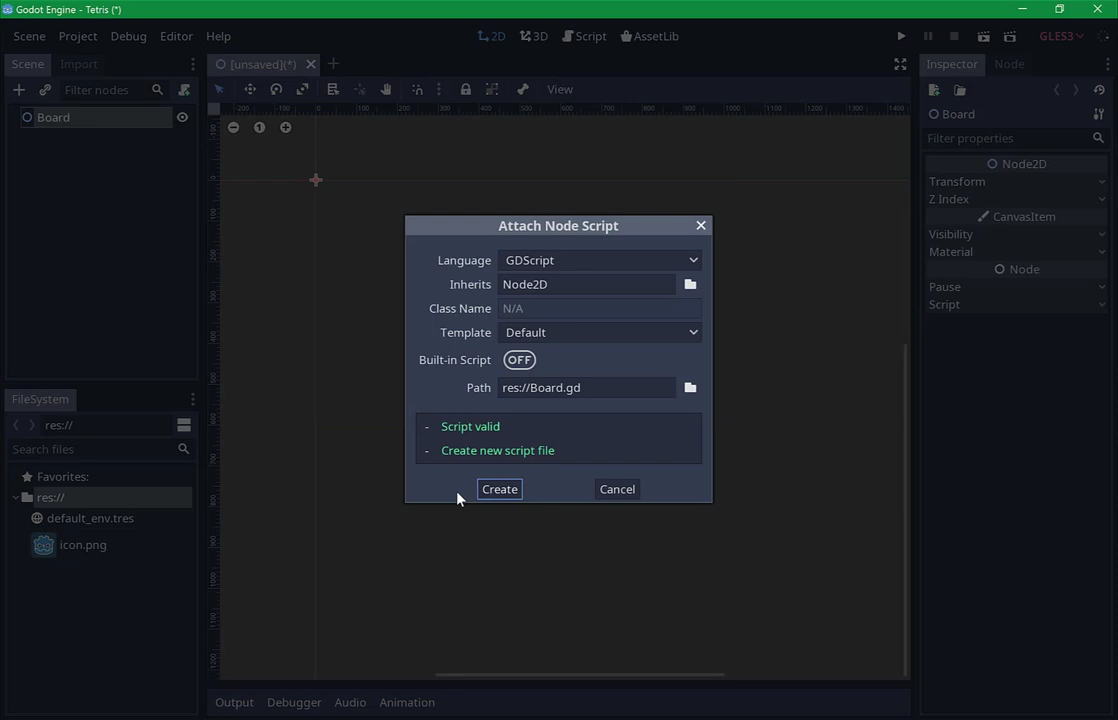 Godot Engine - Tetris (*)
Scene Project Debug Editor Help
2D 3D Script AssetLib
GLES3
Scene Import
[unsaved](*)
Inspector Node
Filter nodes
View
Board
Board
Filter properties
Node2D
Transform
Z Index
CanvasItem
Visibility
Material
Node
Pause
Script
Attach Node Script
Language GDScript
Inherits Node2D
Class Name N/A
Template Default
Built-in Script OFF
Path res://Board.gd
- Script valid
- Create new script file
Create Cancel
FileSystem
res://
Search files
Favorites:
res://
default_env.tres
icon.png
Output Debugger Audio Animation